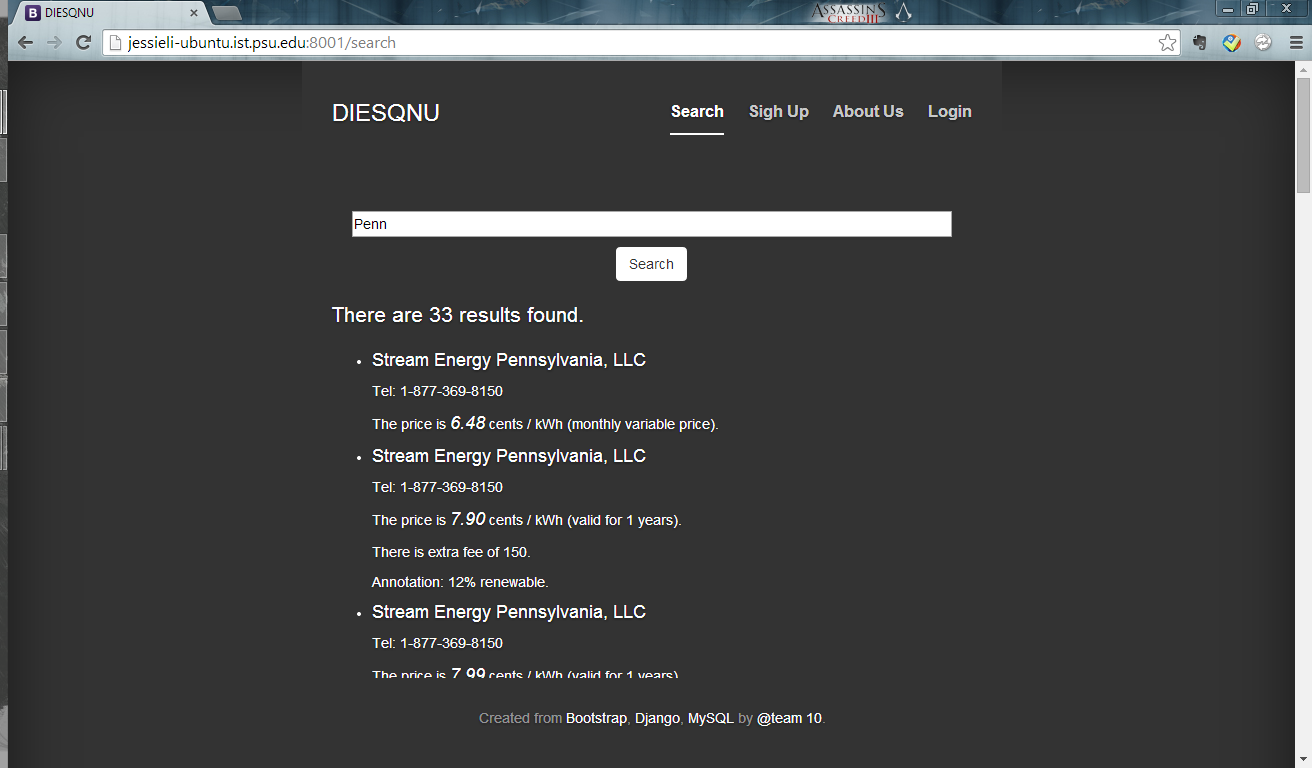 DIESQNU
ASSASSINS
CREED III
jessieli-ubuntu.ist.psu.edu:8001/search
DIESQNU
Search
Sigh Up
About Us
Login
Penn
Search
There are 33 results found.
Stream Energy Pennsylvania, LLC
Tel: 1-877-369-8150
The price is 6.48 cents / kWh (monthly variable price).
Stream Energy Pennsylvania, LLC
Tel: 1-877-369-8150
The price is 7.90 cents / kWh (valid for 1 years).
There is extra fee of 150.
Annotation: 12% renewable.
Stream Energy Pennsylvania, LLC
Tel: 1-877-369-8150
The price is 7.99 cents / kWh (valid for 1 years)
Created from Bootstrap, Django, MySQL by @team 10.